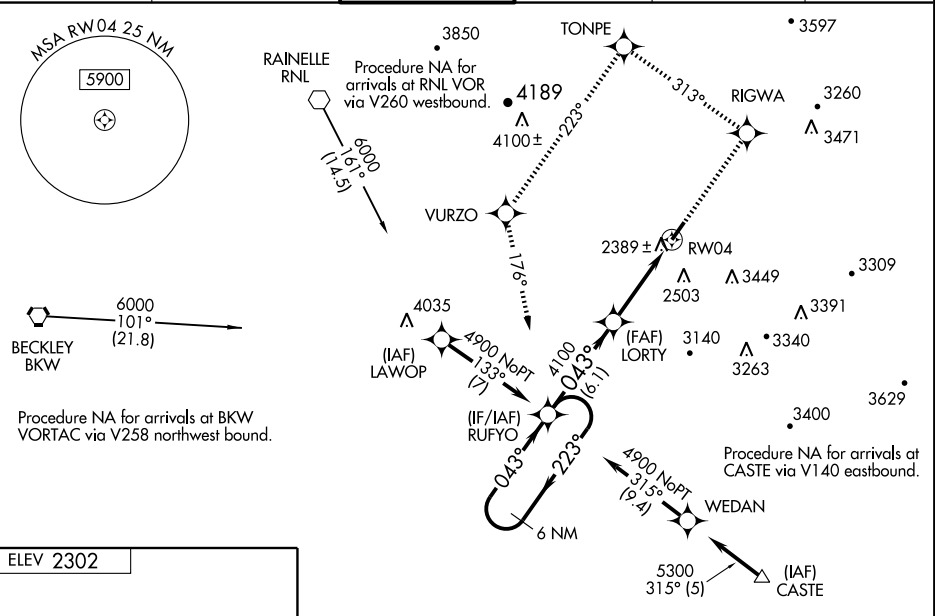 MSA RW04 25 NM
5900
RAINELLE
RNL
3850
Procedure NA for
arrivals at RNL VOR
via V260 westbound.
6000
161°
(14.5)
4189
4100±
TONPE
223°
313°
3597
RIGWA
3260
3471
VURZO
176°
2389±
RW04
2503
3449
3309
3391
3340
3140
3263
3629
3400
6000
101°
(21.8)
BECKLEY
BKW
4035
(IAF)
LAWOP
4900 NoPT
133°
(7)
4100
043°
(6.1)
(FAF)
LORTY
(IF/IAF)
RUFYO
043°
223°
6 NM
Procedure NA for arrivals at BKW
VORTAC via V258 northwest bound.
Procedure NA for arrivals at
CASTE via V140 eastbound.
4900 NoPT
315°
(9.4)
WEDAN
5300
315° (5)
(IAF)
CASTE
ELEV 2302